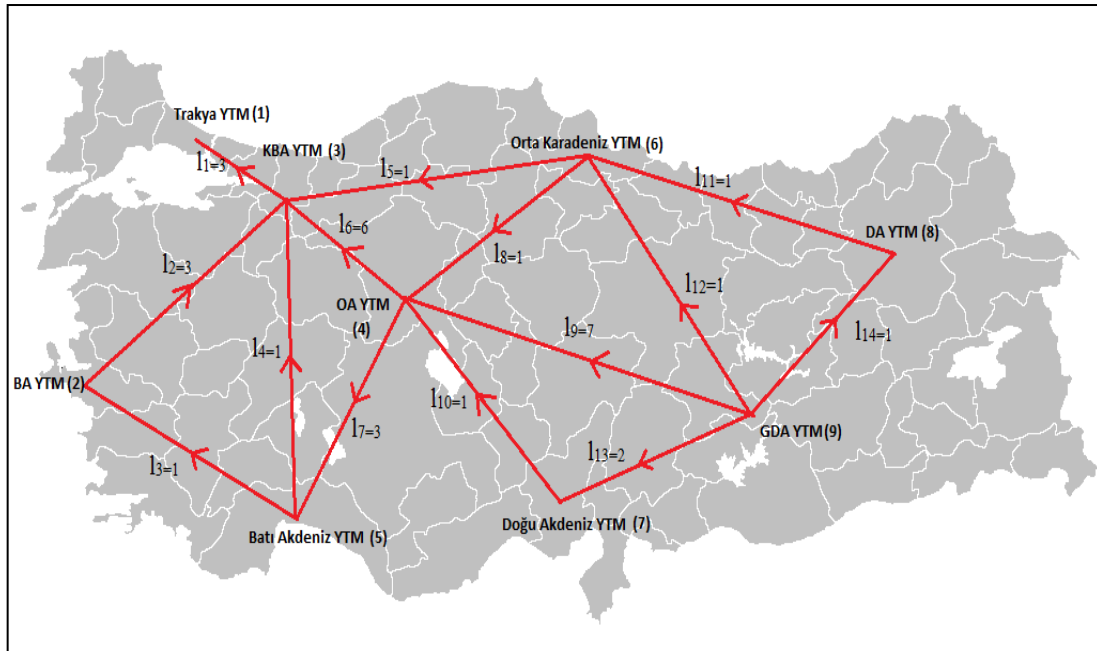 Trakya YTM (1)
KBA YTM (3)
Orta Karadeniz YTM (6)
l1=3
l5=1
l11=1
l6=6
l8=1
DA YTM (8)
l2=3
OA YTM
(4)
l12=1
l9=7
l14=1
l4=1
BA YTM (2)
l10=1
l7=3
GDA YTM(9)
l13=2
l3=1
Batı Akdeniz YTM (5)
Doğu Akdeniz YTM (7)